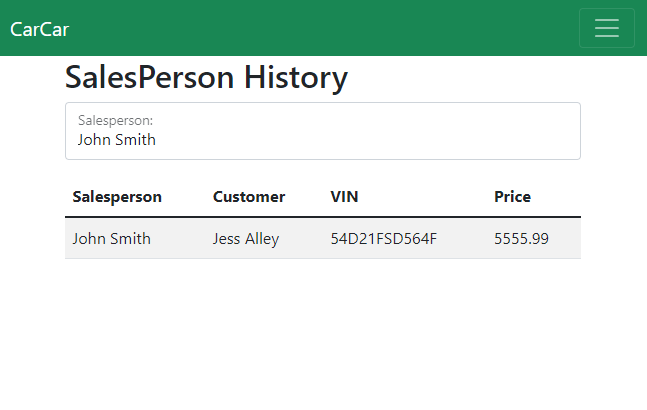 CarCar
SalesPerson History
Salesperson:
John Smith
Salesperson Customer VIN Price
John Smith Jess Alley 54D21FSD564F 5555.99